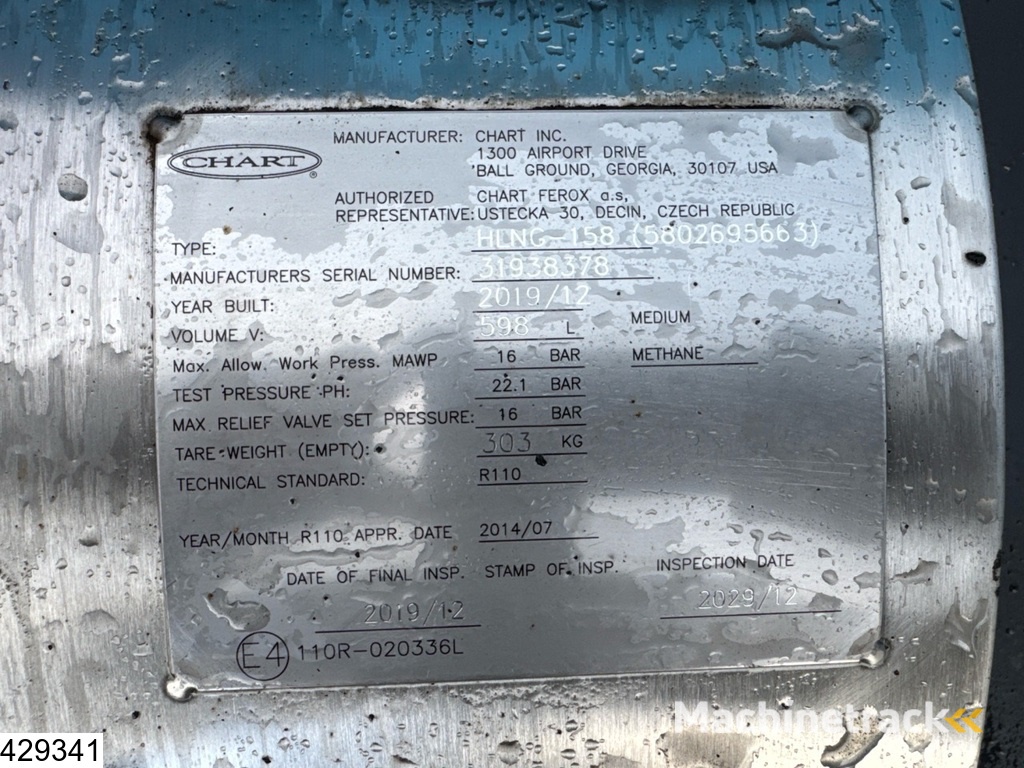 CHART®
MANUFACTURER: CHART INC.
1300 AIRPORT DRIVE
BALL GROUND, GEORGIA, 30107 USA
AUTHORIZED CHART FEROX a.s,
REPRESENTATIVE: USTECKA 30, DECIN, CZECH REPUBLIC
TYPE: HLNG-158 (5802695663)
MANUFACTURERS SERIAL NUMBER: 31938378
YEAR BUILT: 2019/12
VOLUME V: 598 L MEDIUM
Max. Allow. Work Press. MAWP 16 BAR METHANE
TEST PRESSURE PH: 22.1 BAR
MAX RELIEF VALVE SET PRESSURE: 16 BAR
TARE-WEIGHT (EMPTY): 303 KG
TECHNICAL STANDARD: R110
YEAR/MONTH R110 APPR. DATE 2014/07
DATE OF FINAL INSP. STAMP OF INSP. INSPECTION DATE
2019/12 2029/12
E4 110R-020336L
Machinetrack
429341